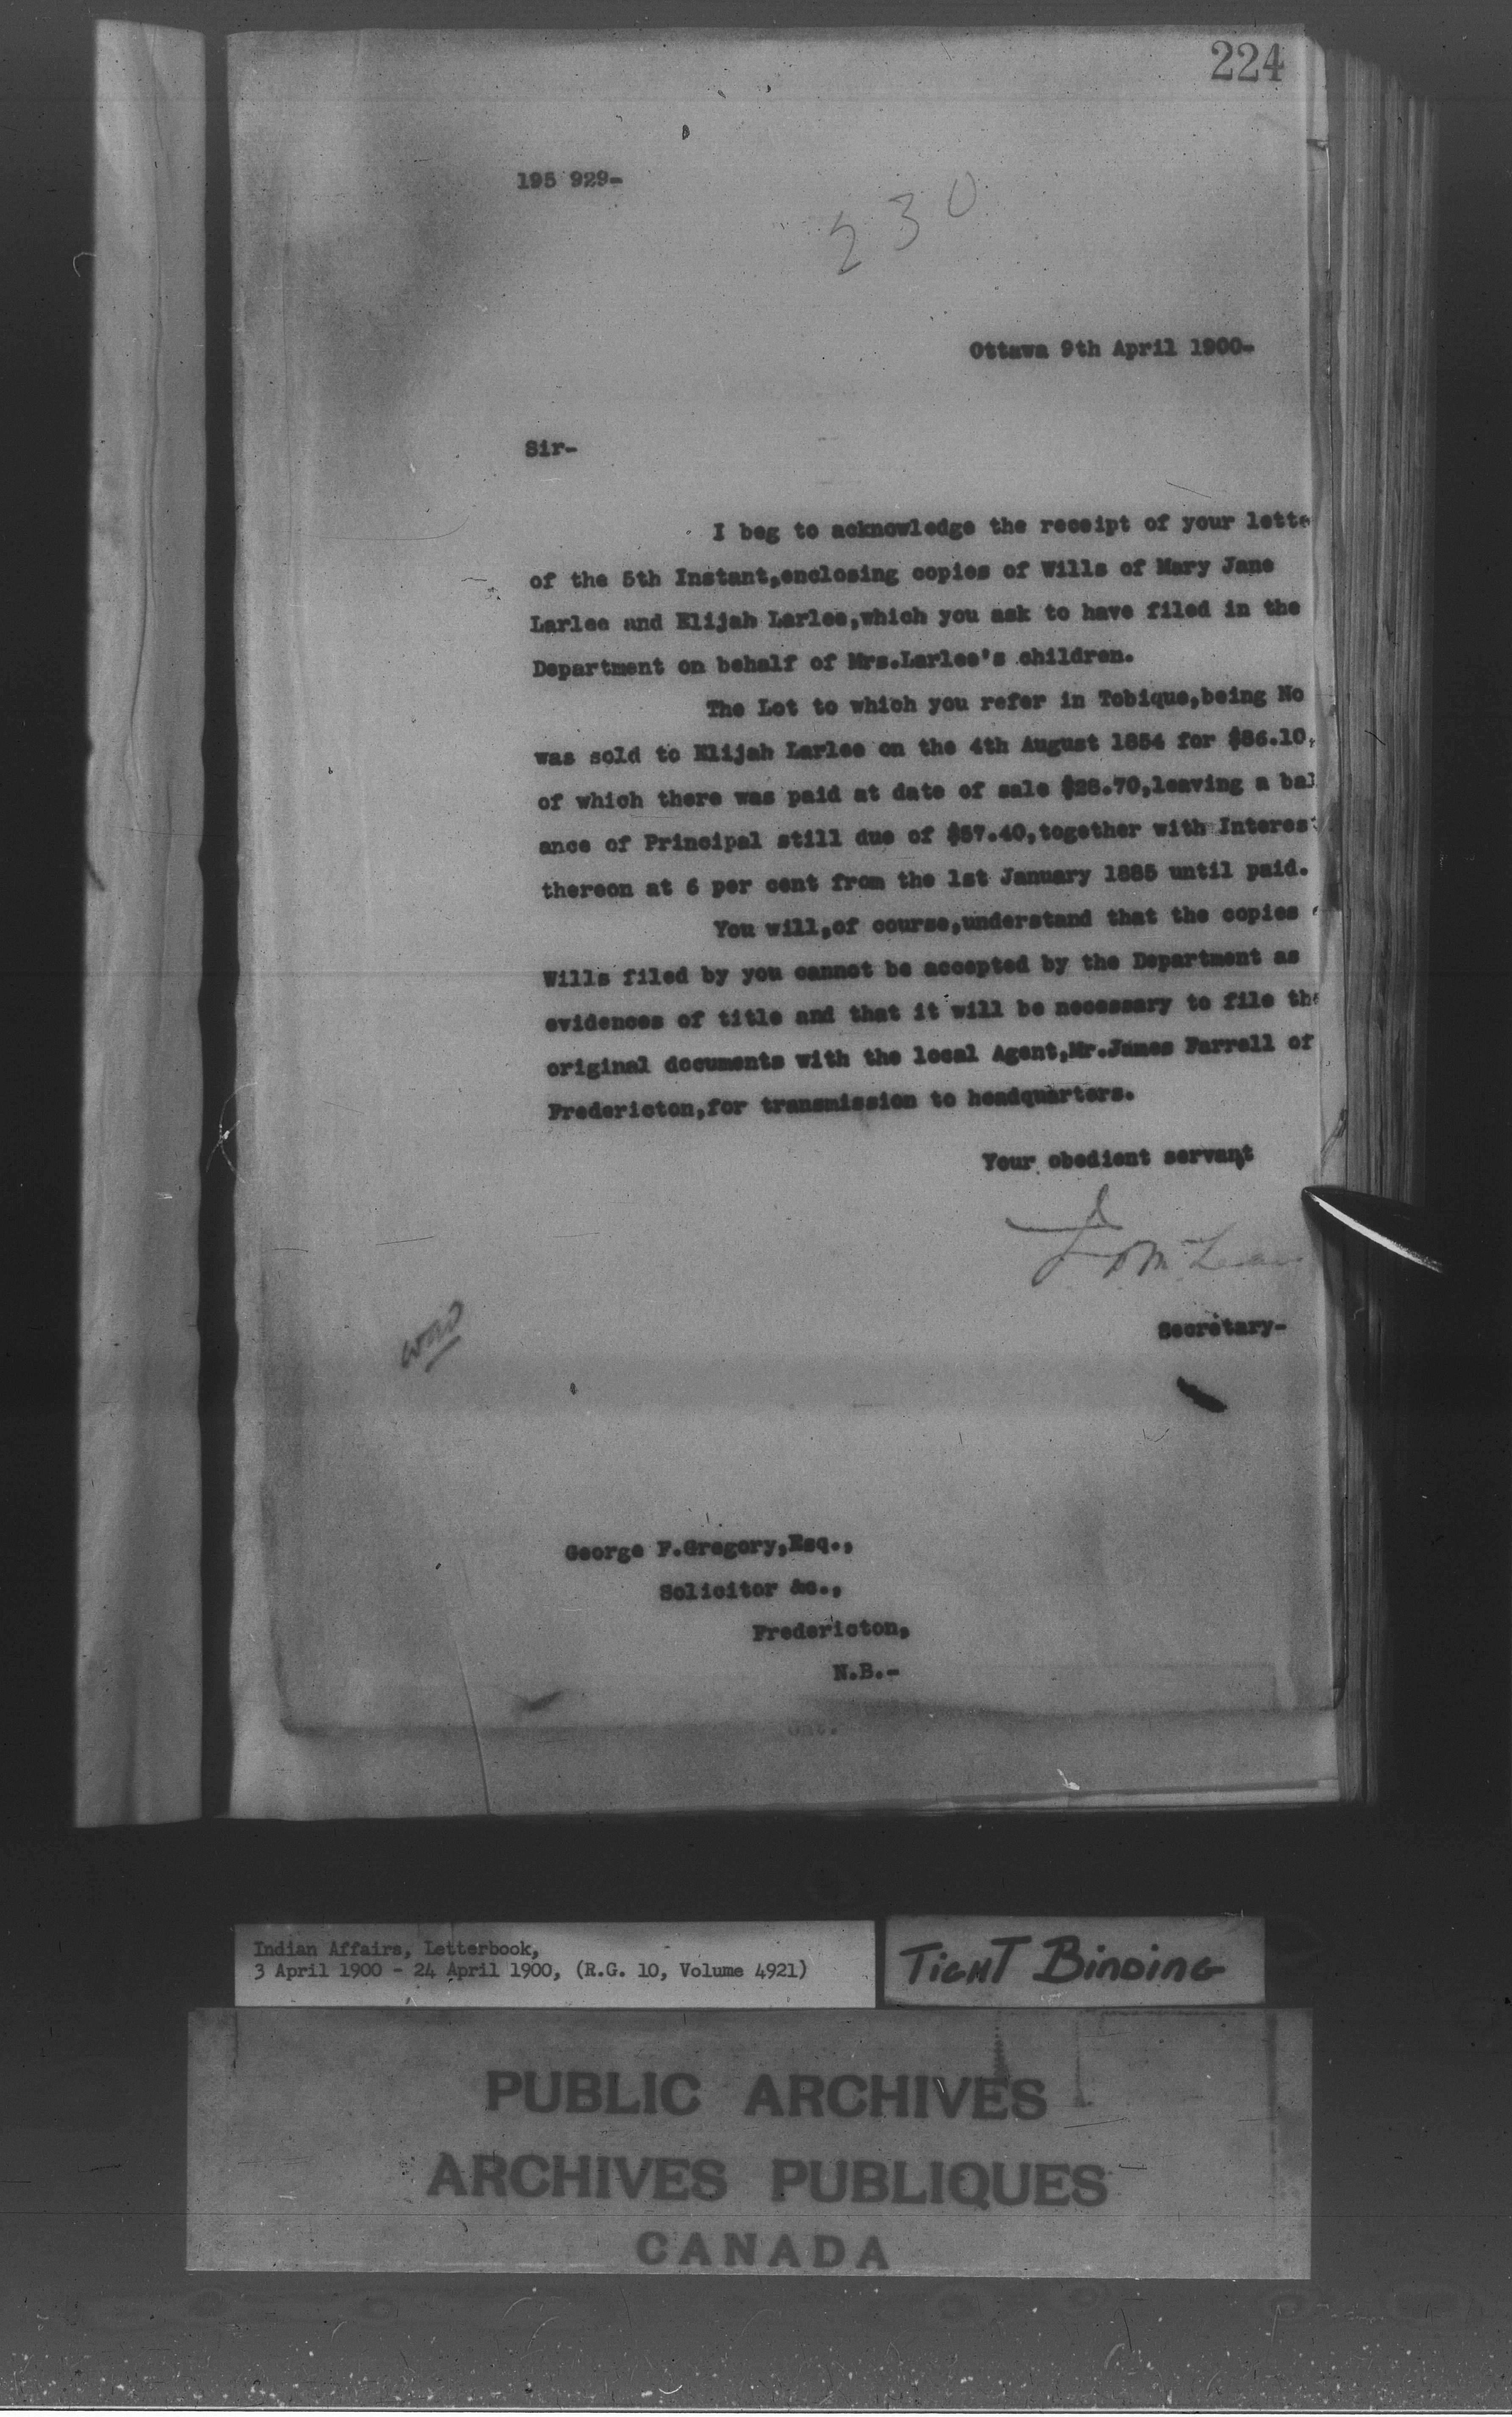 224
195 929-
230
Ottawa 9th April 1900-
Sir-
I beg to acknowledge the receipt of your lette
of the 5th Instant,enclosing copies of Wills of Mary Jane
Larlee and Elijah Larlee,which you ask to have filed in the
Department on behalf of Mrs.Larlee's children.
The Lot to which you refer in Tobique,being No
was sold to Elijah Larlee on the 4th August 1854 for $86.10,
of which there was paid at date of sale $28.70,leaving a bal
ance of Principal still due of $57.40,together with Interest
thereon at 6 per cent from the 1st January 1885 until paid.
You will,of course,understand that the copies
Wills filed by you cannot be accepted by the Department as
evidences of title and that it will be necessary to file the
original documents with the local Agent,Mr.James Farrell of
Fredericton,for transmission to headquarters.
Your obedient servant
J D McLean
Secretary-
George F.Gregory,Esq.,
Solicitor &c.,
Fredericton,
N.B.-
Ont.
Indian Affairs, Letterbook,
3 April 1900 - 24 April 1900, (R.G. 10, Volume 4921)
TIGHT BINDING
PUBLIC ARCHIVES
ARCHIVES PUBLIQUES
CANADA